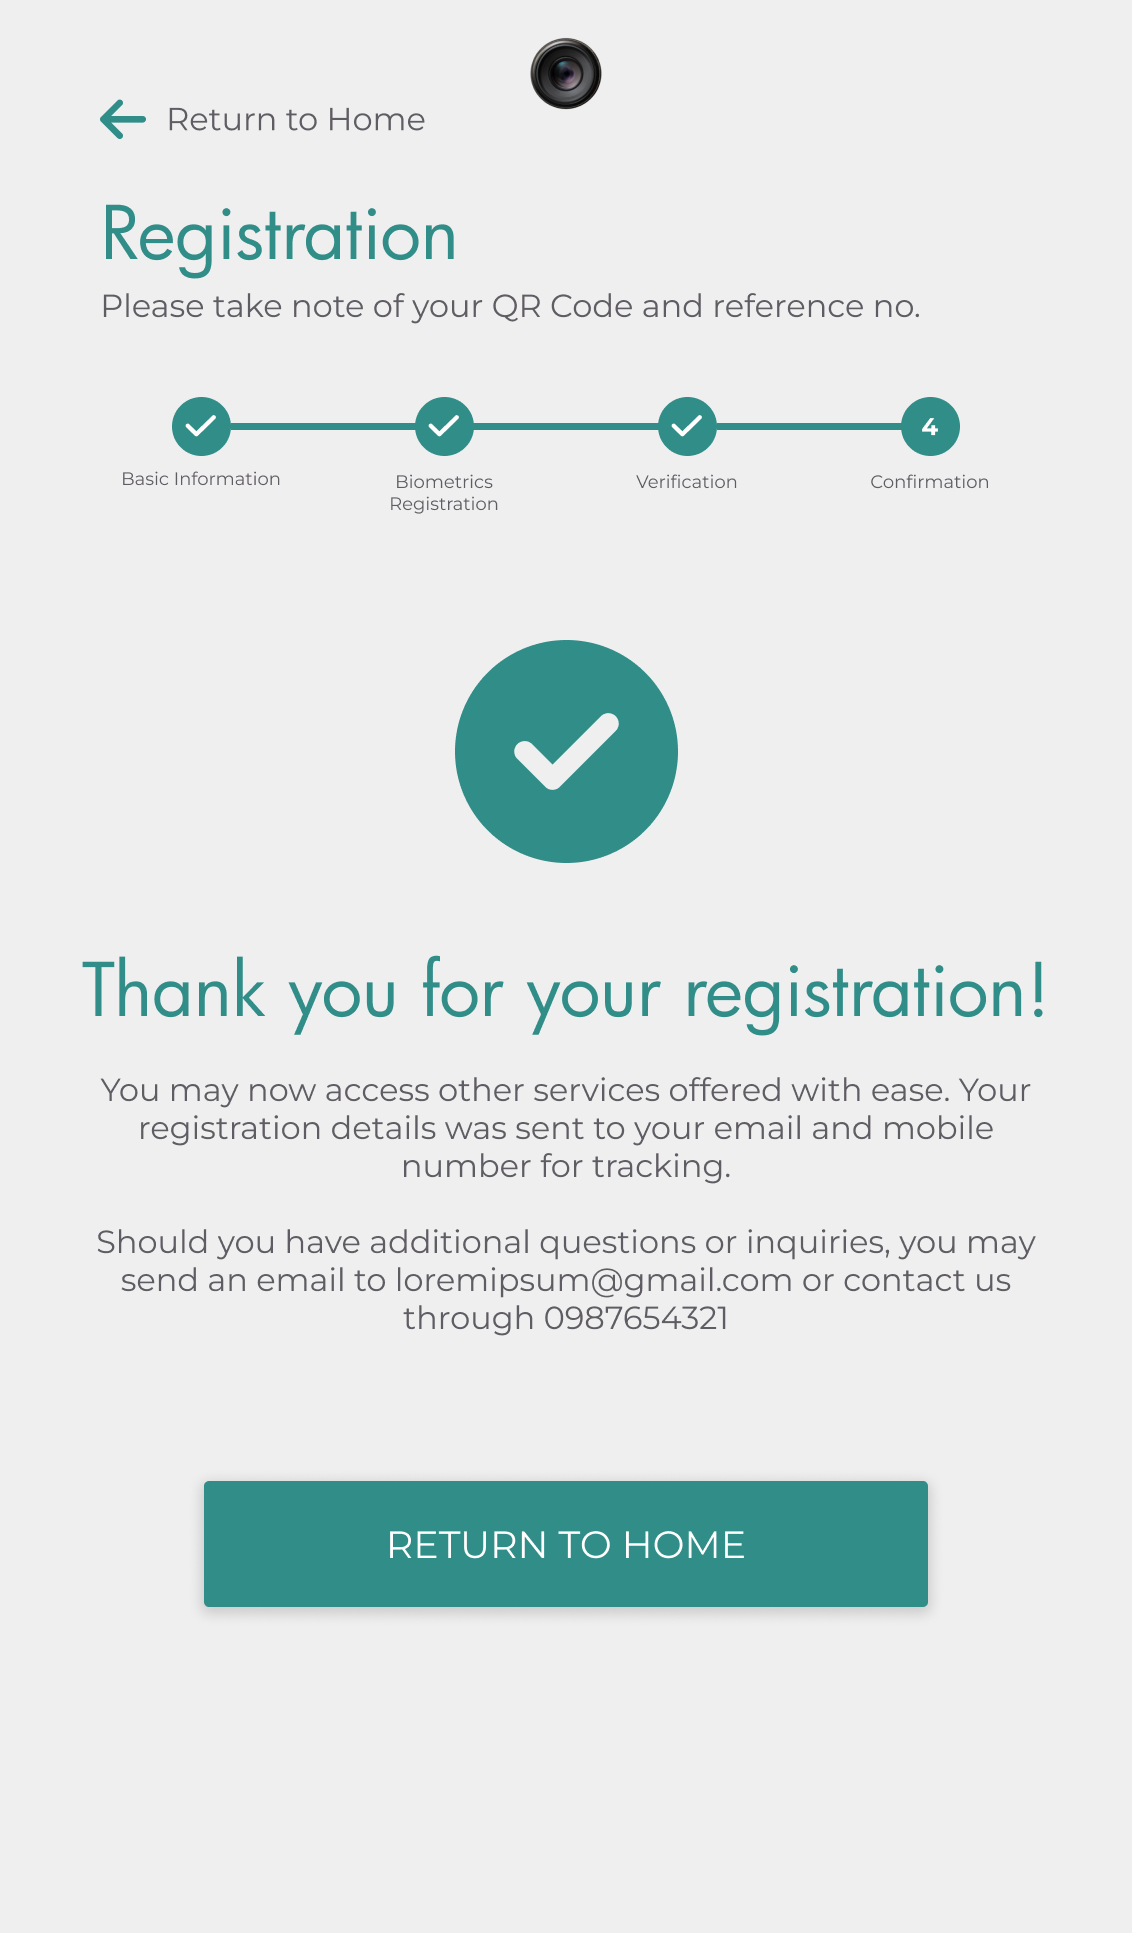 Return to Home
Registration
Please take note of your QR Code and reference no.
4
Basic Information
Biometrics
Registration
Verification
Confirmation
Thank you for your registration!
You may now access other services offered with ease. Your
registration details was sent to your email and mobile
number for tracking.
Should you have additional questions or inquiries, you may
send an email to loremipsum@gmail.com or contact us
through 0987654321
RETURN TO HOME